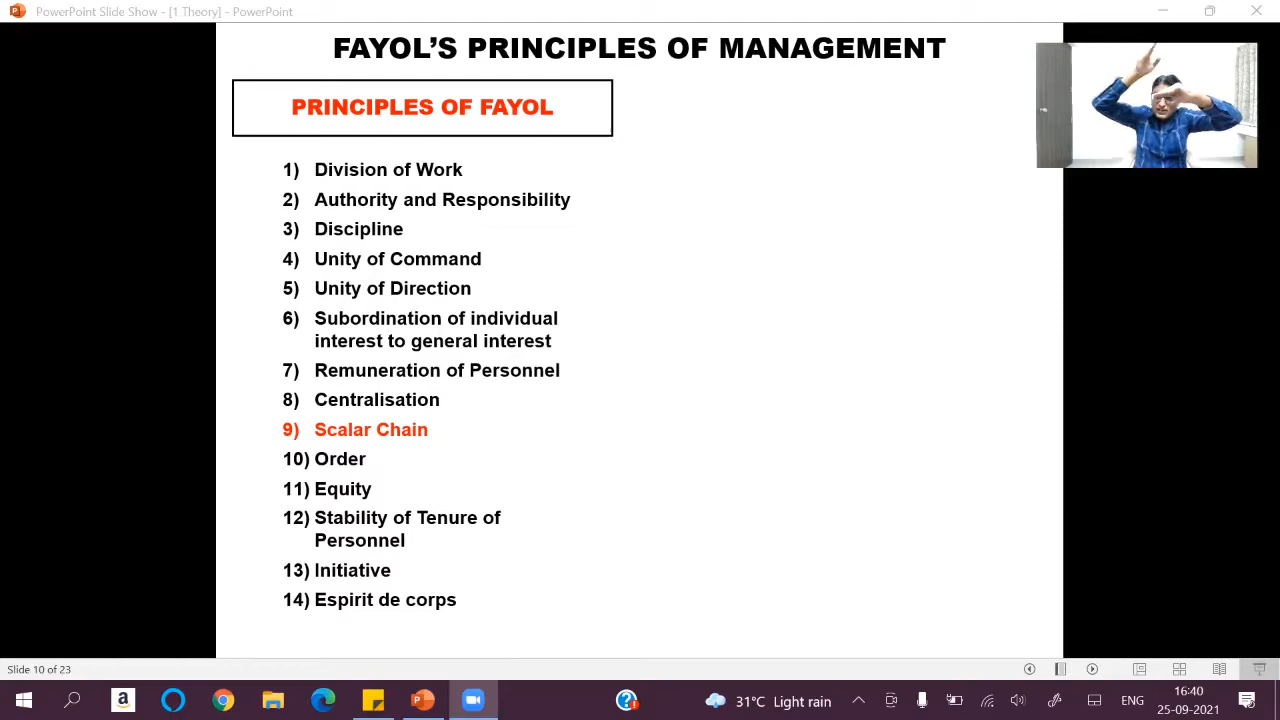 PowerPoint Slide Show - [1 Theory] - PowerPoint
FAYOL’S PRINCIPLES OF MANAGEMENT
PRINCIPLES OF FAYOL
1) Division of Work
2) Authority and Responsibility
3) Discipline
4) Unity of Command
5) Unity of Direction
6) Subordination of individual
interest to general interest
7) Remuneration of Personnel
8) Centralisation
9) Scalar Chain
10) Order
11) Equity
12) Stability of Tenure of
Personnel
13) Initiative
14) Espirit de corps
Slide 10 of 23
31°C Light rain
ENG
16:40
25-09-2021